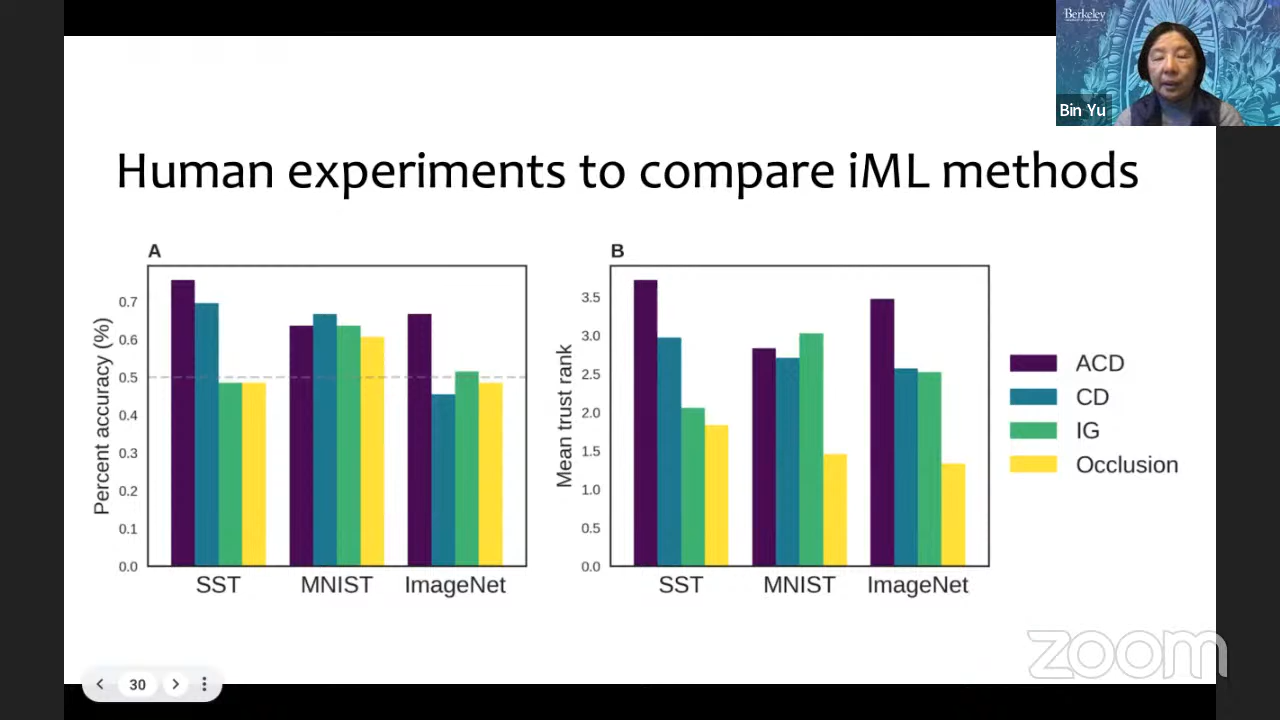 Berkeley
Bin Yu
Human experiments to compare iML methods
A
Percent accuracy (%)
0.7
0.6
0.5
0.4
0.3
0.2
0.1
0.0
SST
MNIST
ImageNet
B
Mean trust rank
3.5
3.0
2.5
2.0
1.5
1.0
0.5
0.0
SST
MNIST
ImageNet
ACD
CD
IG
Occlusion
zoom
30